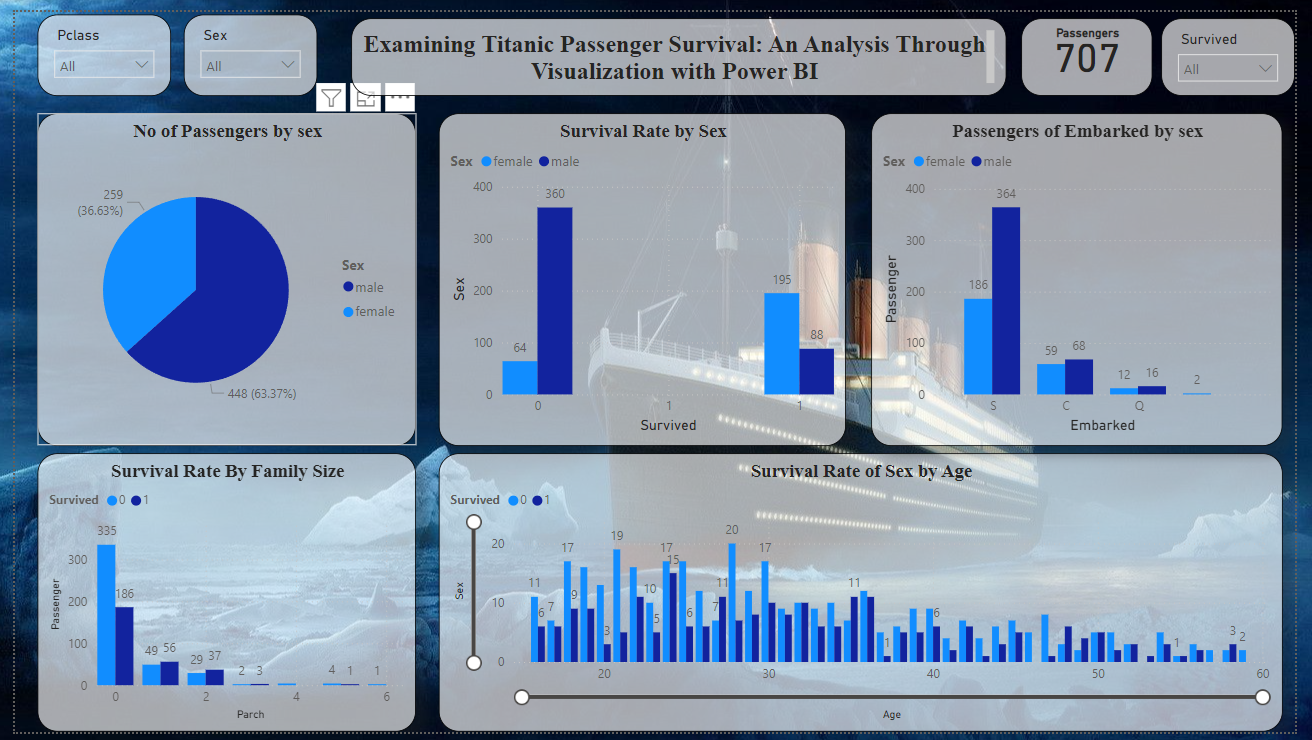 Pclass
All
Sex
All
Examining Titanic Passenger Survival: An Analysis Through
Visualization with Power BI
Passengers
707
Survived
All
No of Passengers by sex
259
(36.63%)
448 (63.37%)
Sex
male
female
Survival Rate by Sex
Sex female male
400
300
200
100
0
Sex
64
360
195
88
0 1 1
Survived
Passengers of Embarked by sex
Sex female male
400
300
200
100
0
Passenger
186
364
59
68
12
16
2
S C Q
Embarked
Survival Rate By Family Size
Survived 0 1
300
200
100
0
Passenger
335
186
49
56
29
37
2
3
4
1
1
0 2 4 6
Parch
Survival Rate of Sex by Age
Survived 0 1
20
10
0
Sex
11
6
7
17
9
19
3
10
5
17
15
6
7
11
20
17
11
1
6
1
3
2
20 30 40 50 60
Age